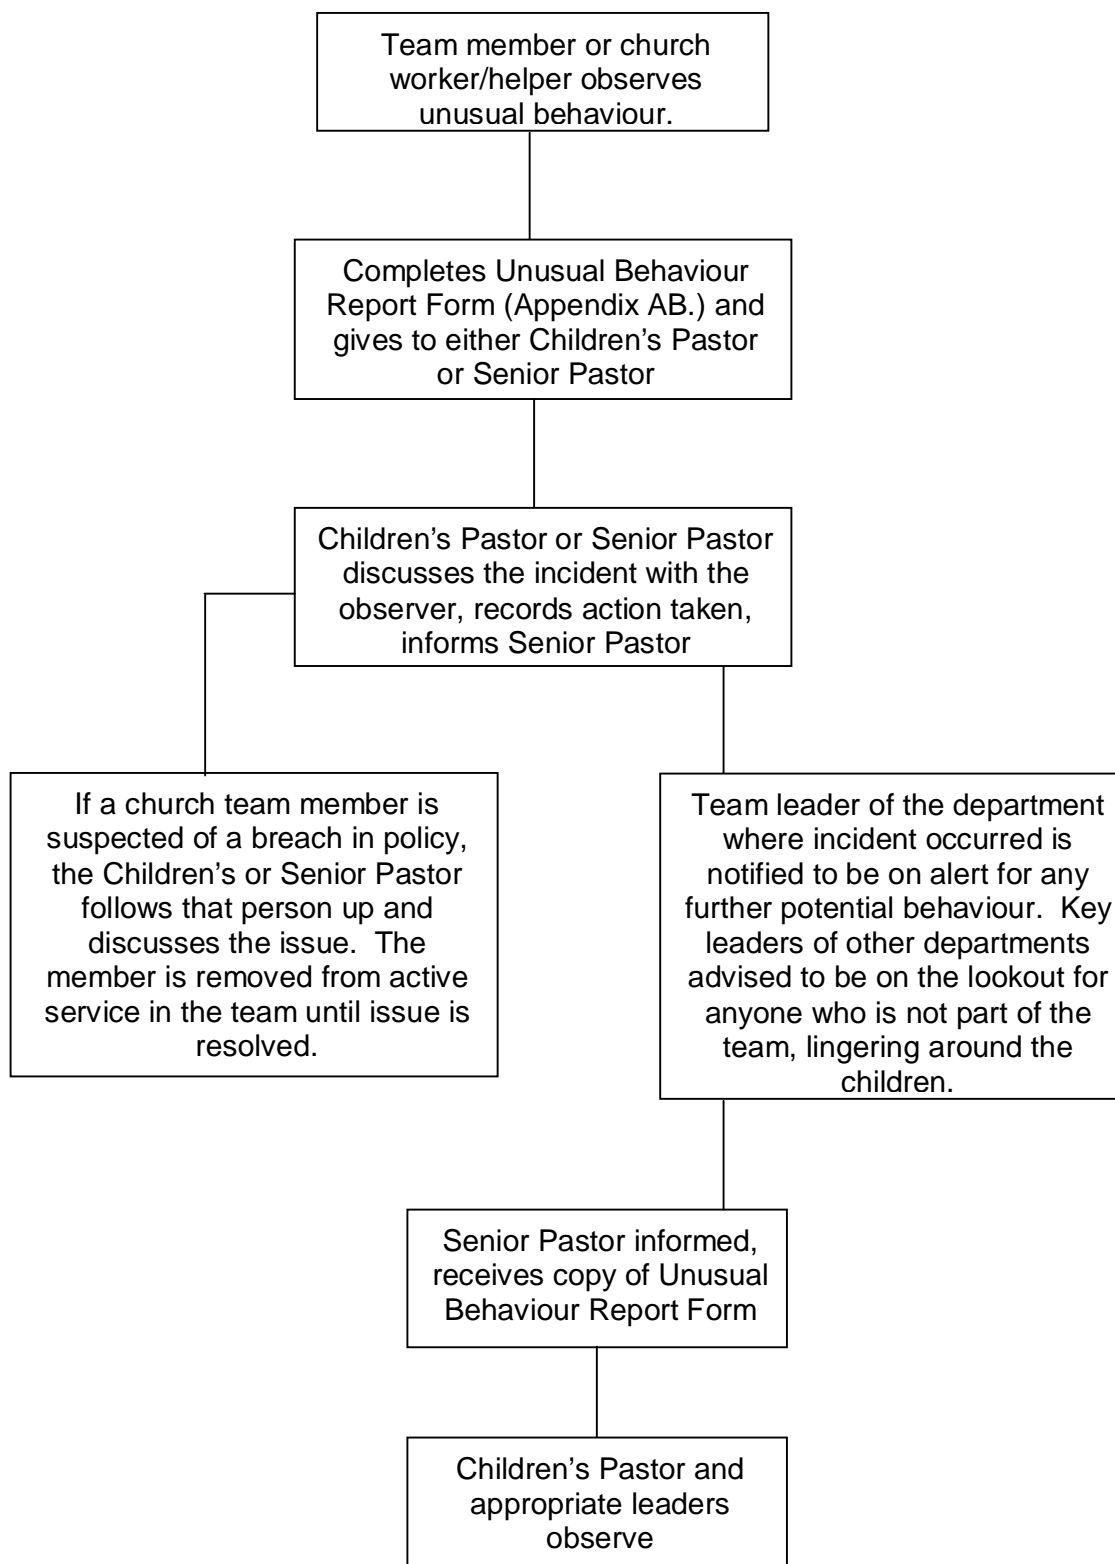 Team member or church
worker/helper observes
unusual behaviour.
Completes Unusual Behaviour
Report Form (Appendix AB.) and
gives to either Children’s Pastor
or Senior Pastor
Children’s Pastor or Senior Pastor
discusses the incident with the
observer, records action taken,
informs Senior Pastor
If a church team member is
suspected of a breach in policy,
the Children’s or Senior Pastor
follows that person up and
discusses the issue.  The
member is removed from active
service in the team until issue is
resolved.
Team leader of the department
where incident occurred is
notified to be on alert for any
further potential behaviour.  Key
leaders of other departments
advised to be on the lookout for
anyone who is not part of the
team, lingering around the
children.
Senior Pastor informed,
receives copy of Unusual
Behaviour Report Form
Children’s Pastor and
appropriate leaders
observe